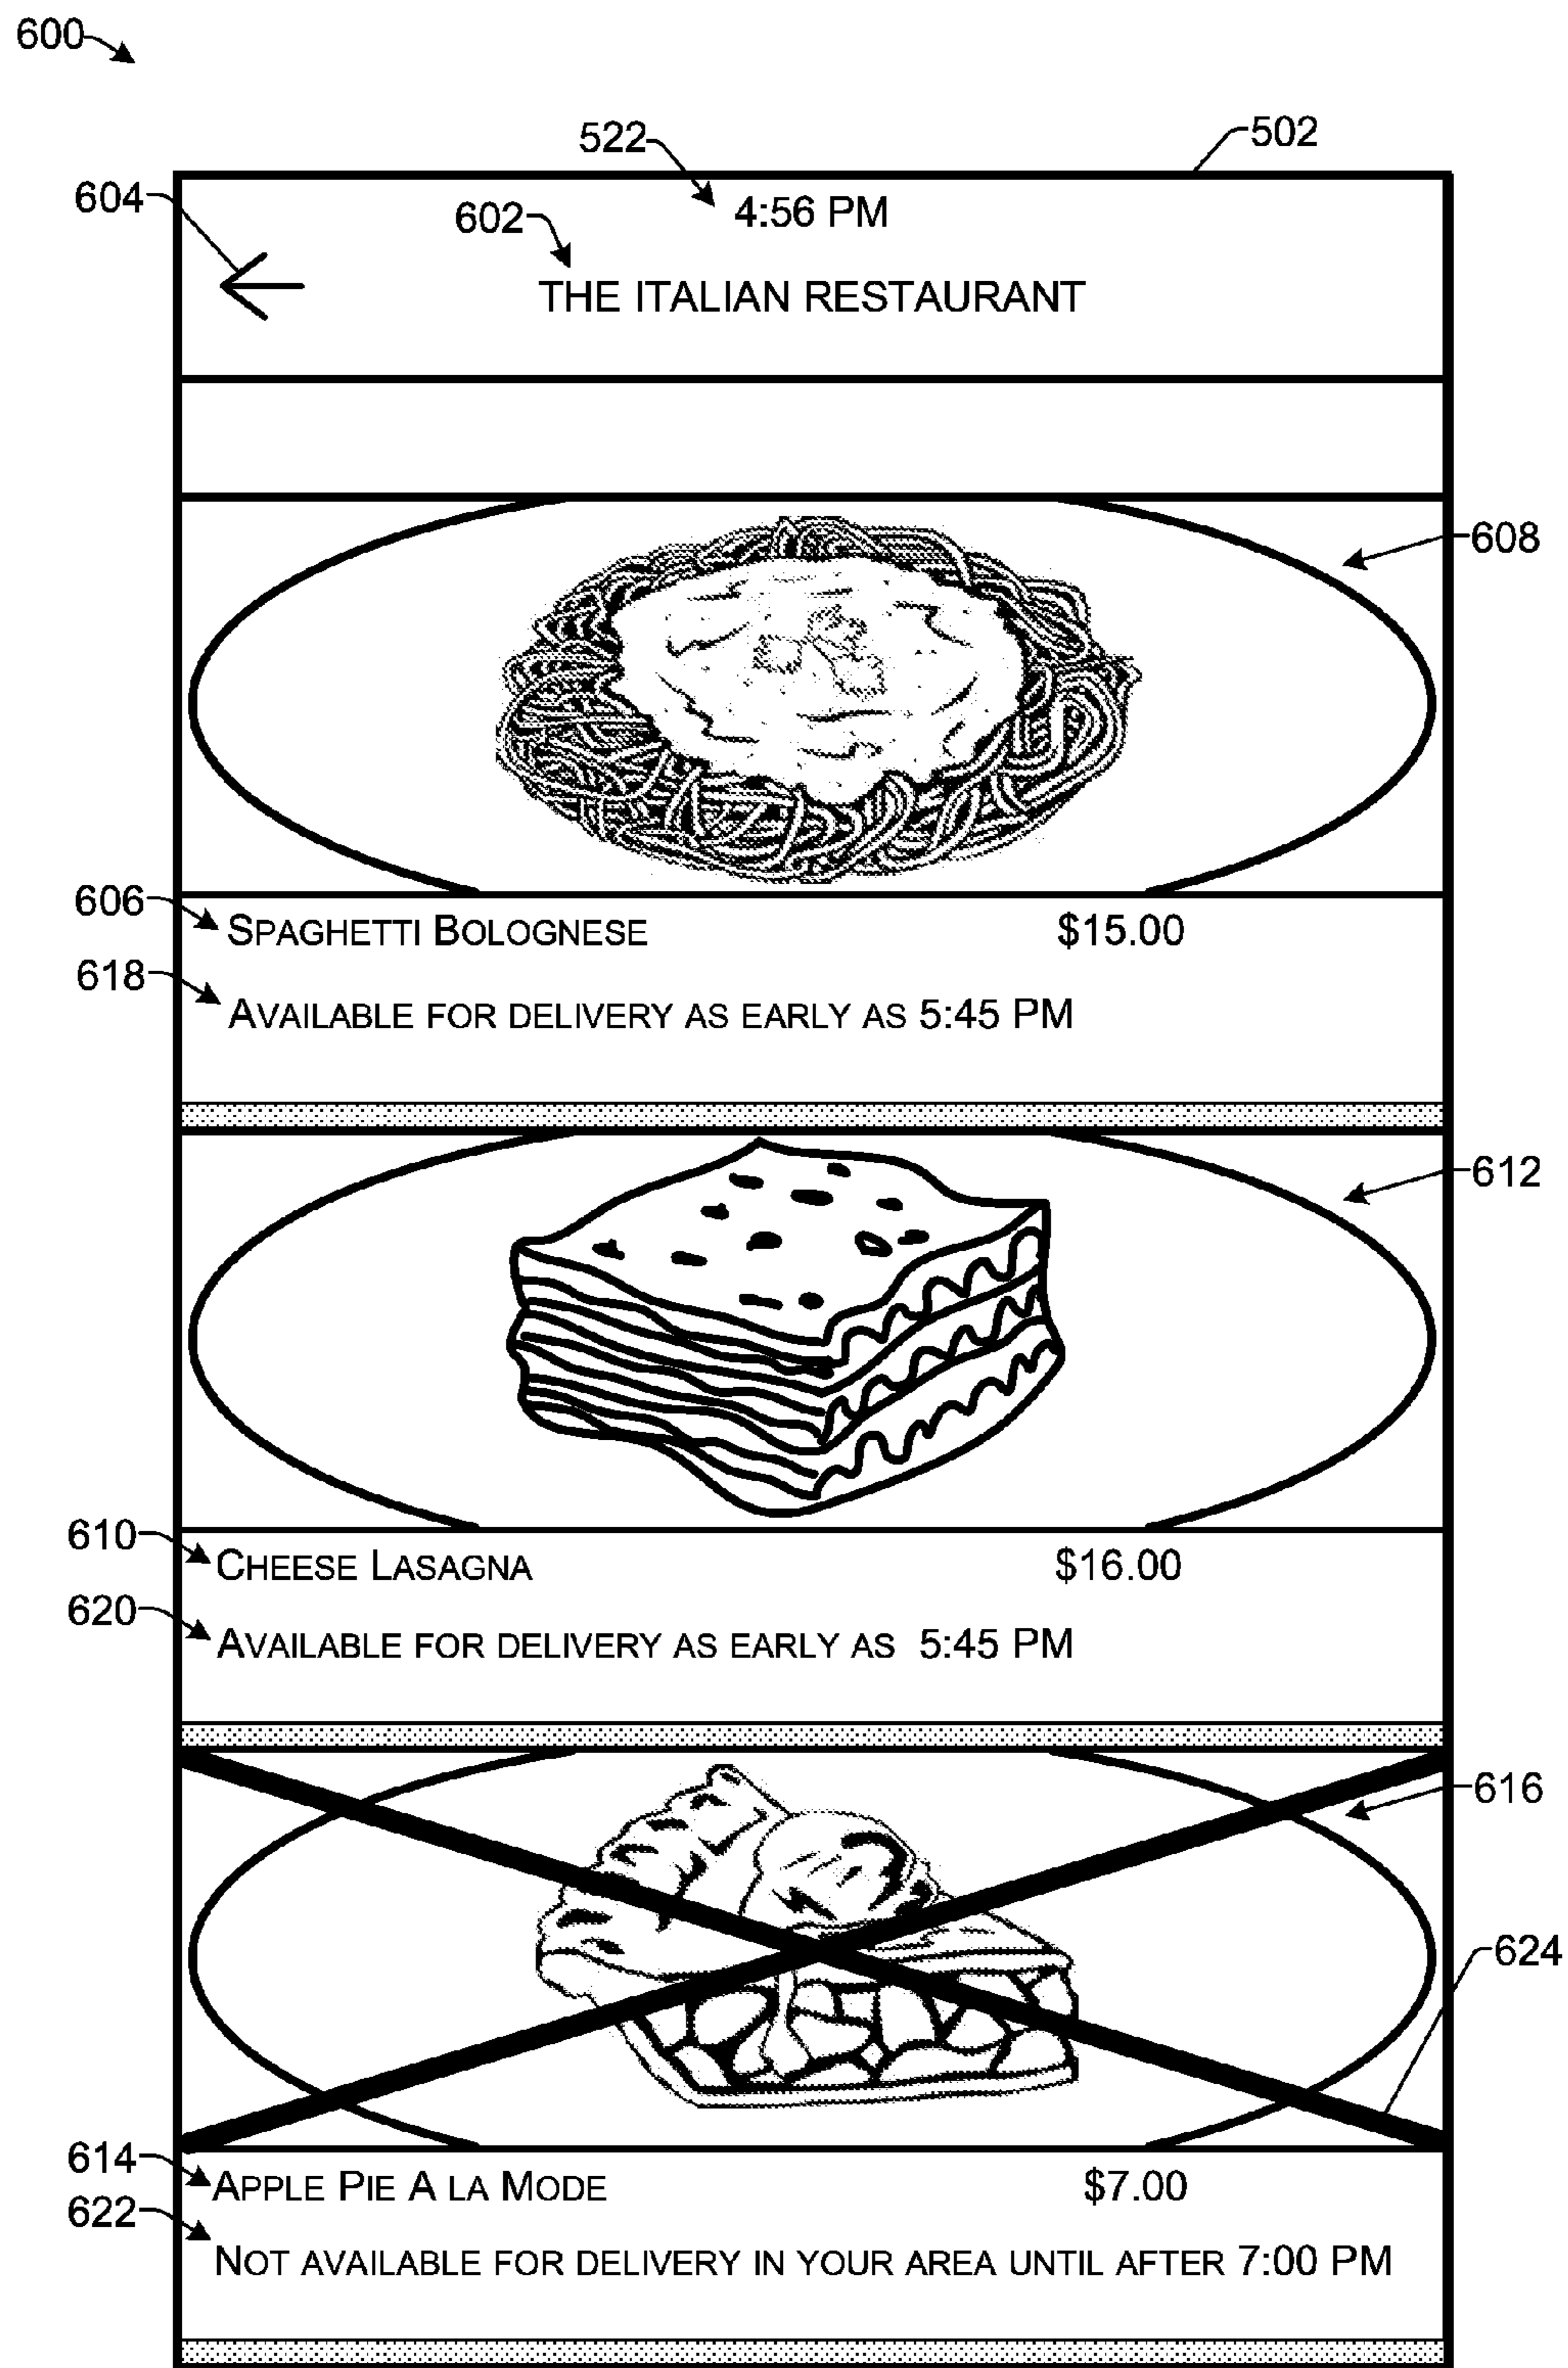 600
522
502
604
4:56 PM
602
THE ITALIAN RESTAURANT
608
606
SPAGHETTI BOLOGNESE $15.00
618
AVAILABLE FOR DELIVERY AS EARLY AS 5:45 PM
612
610
CHEESE LASAGNA $16.00
620
AVAILABLE FOR DELIVERY AS EARLY AS 5:45 PM
616
624
614
APPLE PIE A LA MODE $7.00
622
NOT AVAILABLE FOR DELIVERY IN YOUR AREA UNTIL AFTER 7:00 PM